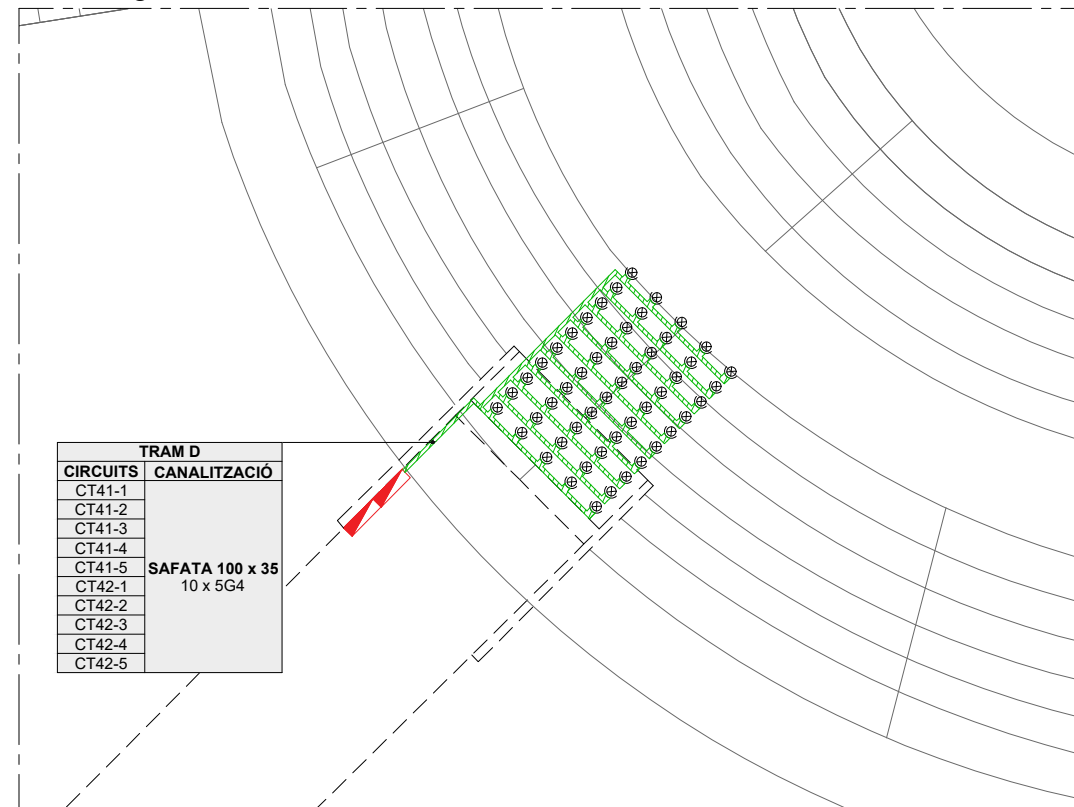 TRAM D
CIRCUITS CANALITZACIÓ
CT41-1
CT41-2
CT41-3
CT41-4
CT41-5
CT42-1
CT42-2
CT42-3
CT42-4
CT42-5
SAFATA 100 x 35
10 x 5G4